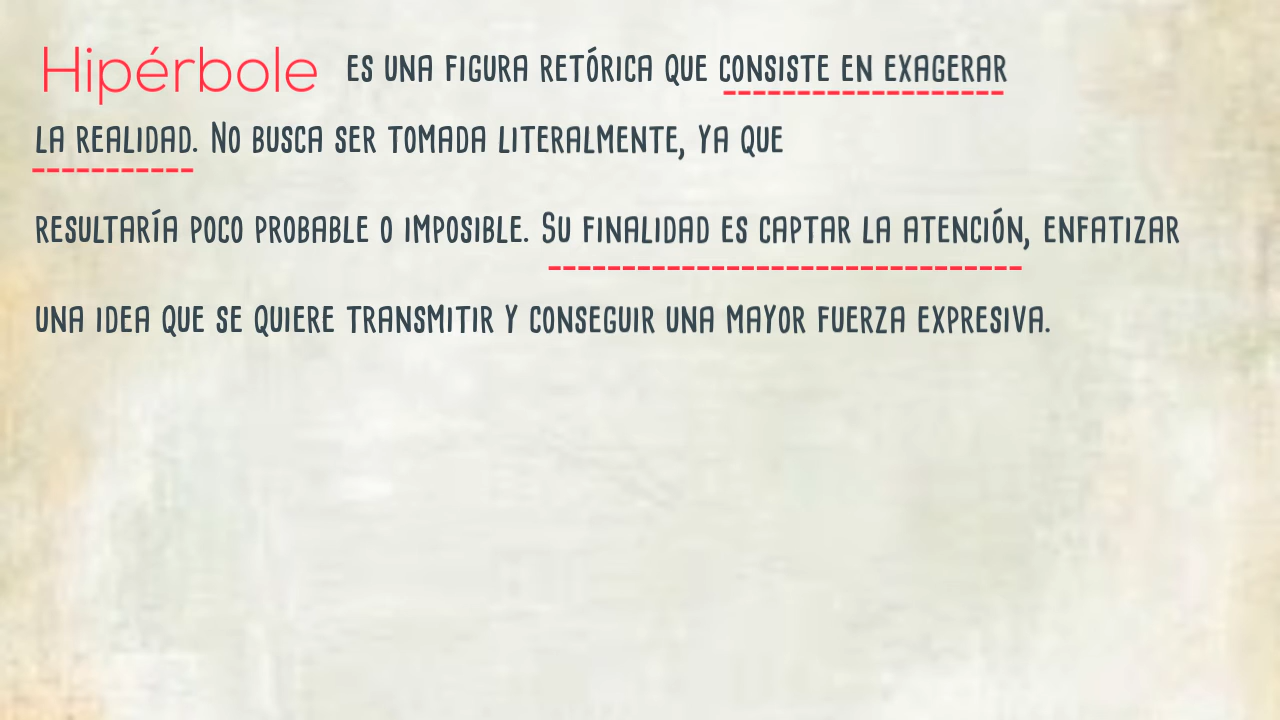 Hipérbole es una figura retórica que consiste en exagerar
la realidad. No busca ser tomada literalmente, ya que
resultaría poco probable o imposible. Su finalidad es captar la atención, enfatizar
una idea que se quiere transmitir y conseguir una mayor fuerza expresiva.